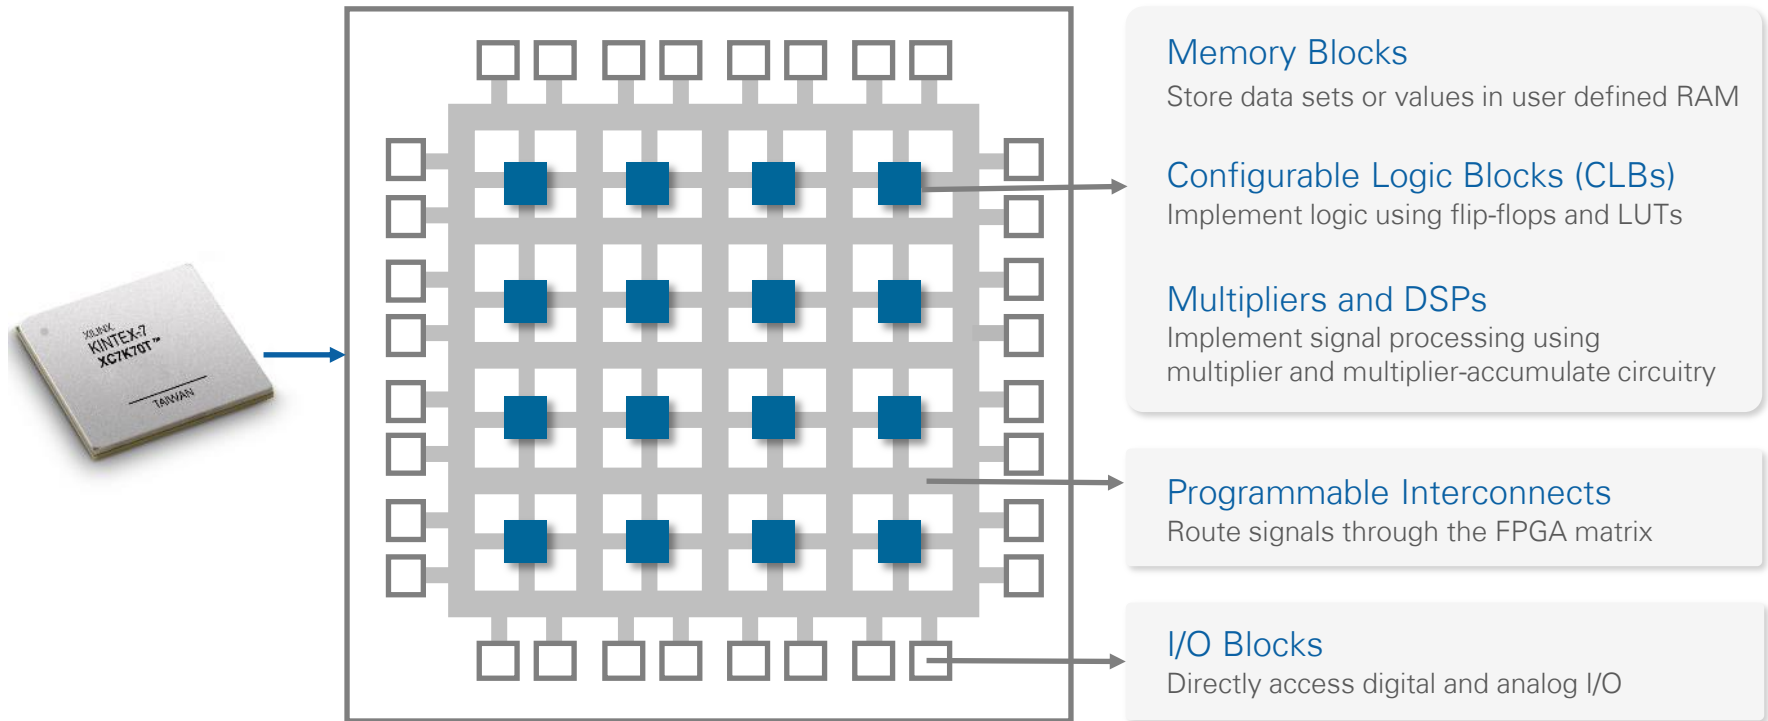 XILINX
KINTEX-7
XC7K70T™
TAIWAN
Memory Blocks
Store data sets or values in user defined RAM
Configurable Logic Blocks (CLBs)
Implement logic using flip-flops and LUTs
Multipliers and DSPs
Implement signal processing using
multiplier and multiplier-accumulate circuitry
Programmable Interconnects
Route signals through the FPGA matrix
I/O Blocks
Directly access digital and analog I/O